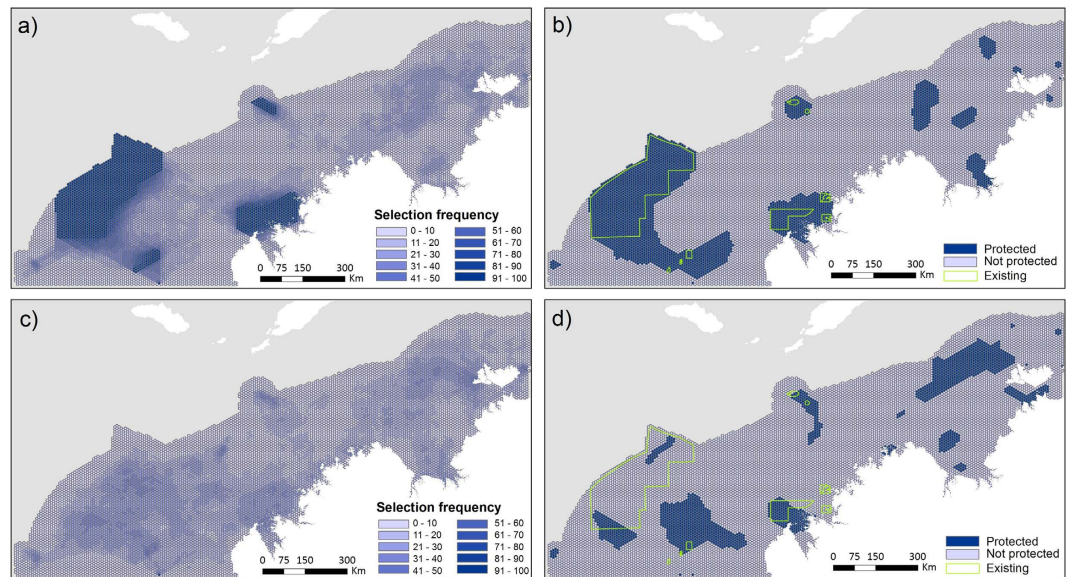 a)
Selection frequency
0 - 10 51 - 60
11 - 20 61 - 70
21 - 30 71 - 80
31 - 40 81 - 90
41 - 50 91 - 100
0 75 150 300
Km
b)
Protected
Not protected
Existing
0 75 150 300
Km
c)
Selection frequency
0 - 10 51 - 60
11 - 20 61 - 70
21 - 30 71 - 80
31 - 40 81 - 90
41 - 50 91 - 100
0 75 150 300
Km
d)
Protected
Not protected
Existing
0 75 150 300
Km